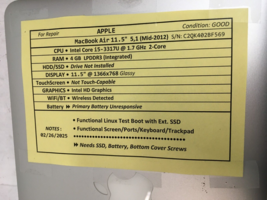 For Repair APPLE Condition: GOOD
MacBook Air 11.5" 5,1 (Mid-2012) S/N: C2QK402BF569
CPU • Intel Core i5-3317U @ 1.7 GHz 2-Core
RAM • 4 GB LPDDR3 (integrated)
HDD/SSD • Drive Not Installed
DISPLAY • 11.5" @ 1366x768 Glossy
TouchScreen • Not Touch-Capable
GRAPHICS • Intel HD Graphics
WiFi/BT • Wireless Detected
Battery » Primary Battery Unresponsive
• Functional Linux Test Boot with Ext. SSD
NOTES: • Functional Screen/Ports/Keyboard/Trackpad
02/26/2025
» Needs SSD, Battery, Bottom Cover Screws